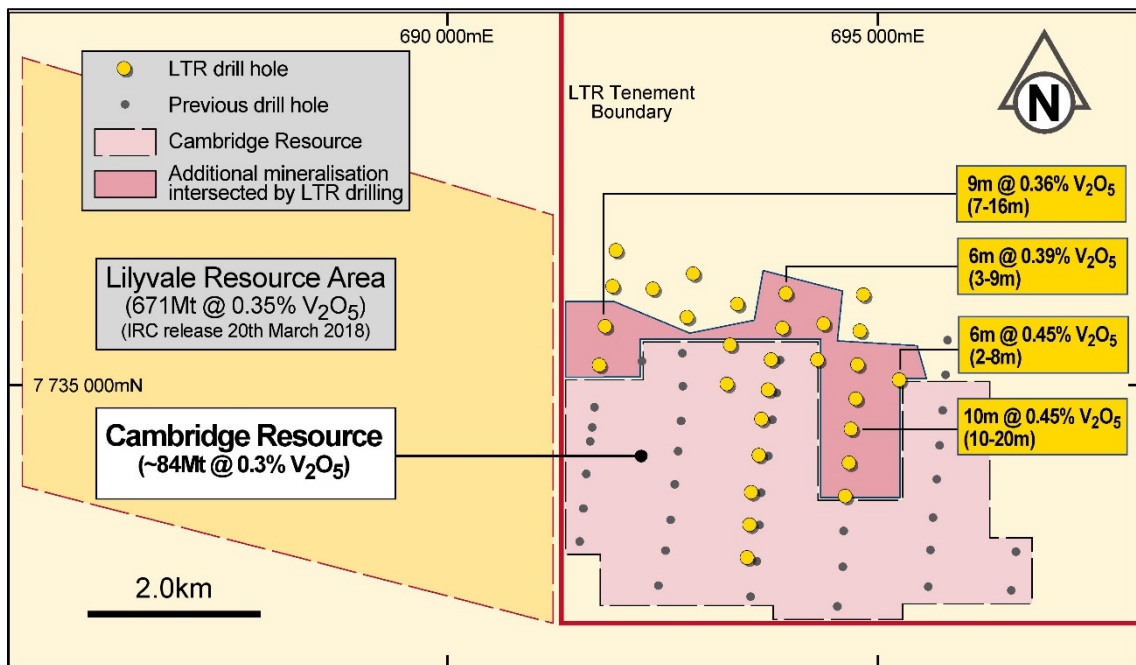 690 000mE
695 000mE
LTR drill hole
Previous drill hole
Cambridge Resource
Additional mineralisation
intersected by LTR drilling
LTR Tenement
Boundary
N
9m @ 0.36% V₂O₅
(7-16m)
6m @ 0.39% V₂O₅
(3-9m)
Lilyvale Resource Area
(671Mt @ 0.35% V₂O₅)
(IRC release 20th March 2018)
6m @ 0.45% V₂O₅
(2-8m)
7 735 000mN
Cambridge Resource
(~84Mt @ 0.3% V₂O₅)
10m @ 0.45% V₂O₅
(10-20m)
2.0km